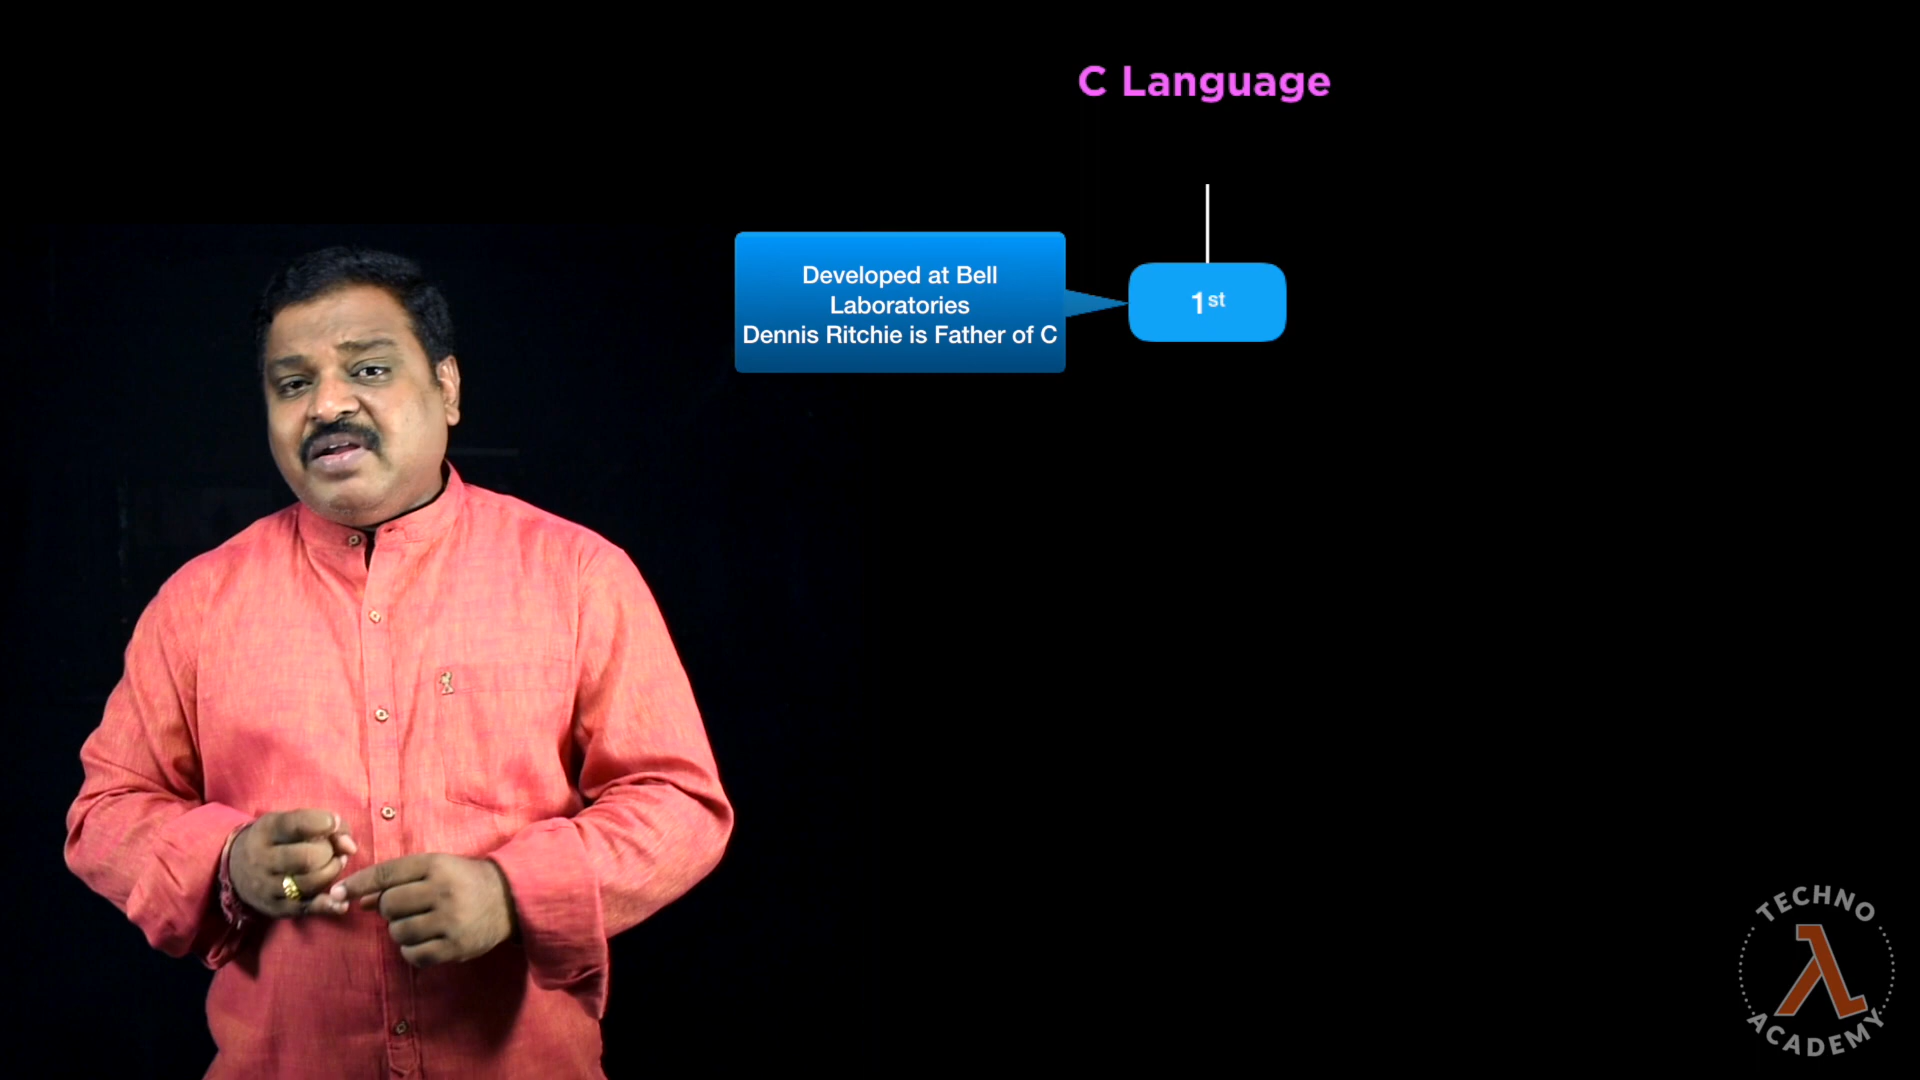 C Language
Developed at Bell
Laboratories
Dennis Ritchie is Father of C
1st
TECHNO
ACADEMY